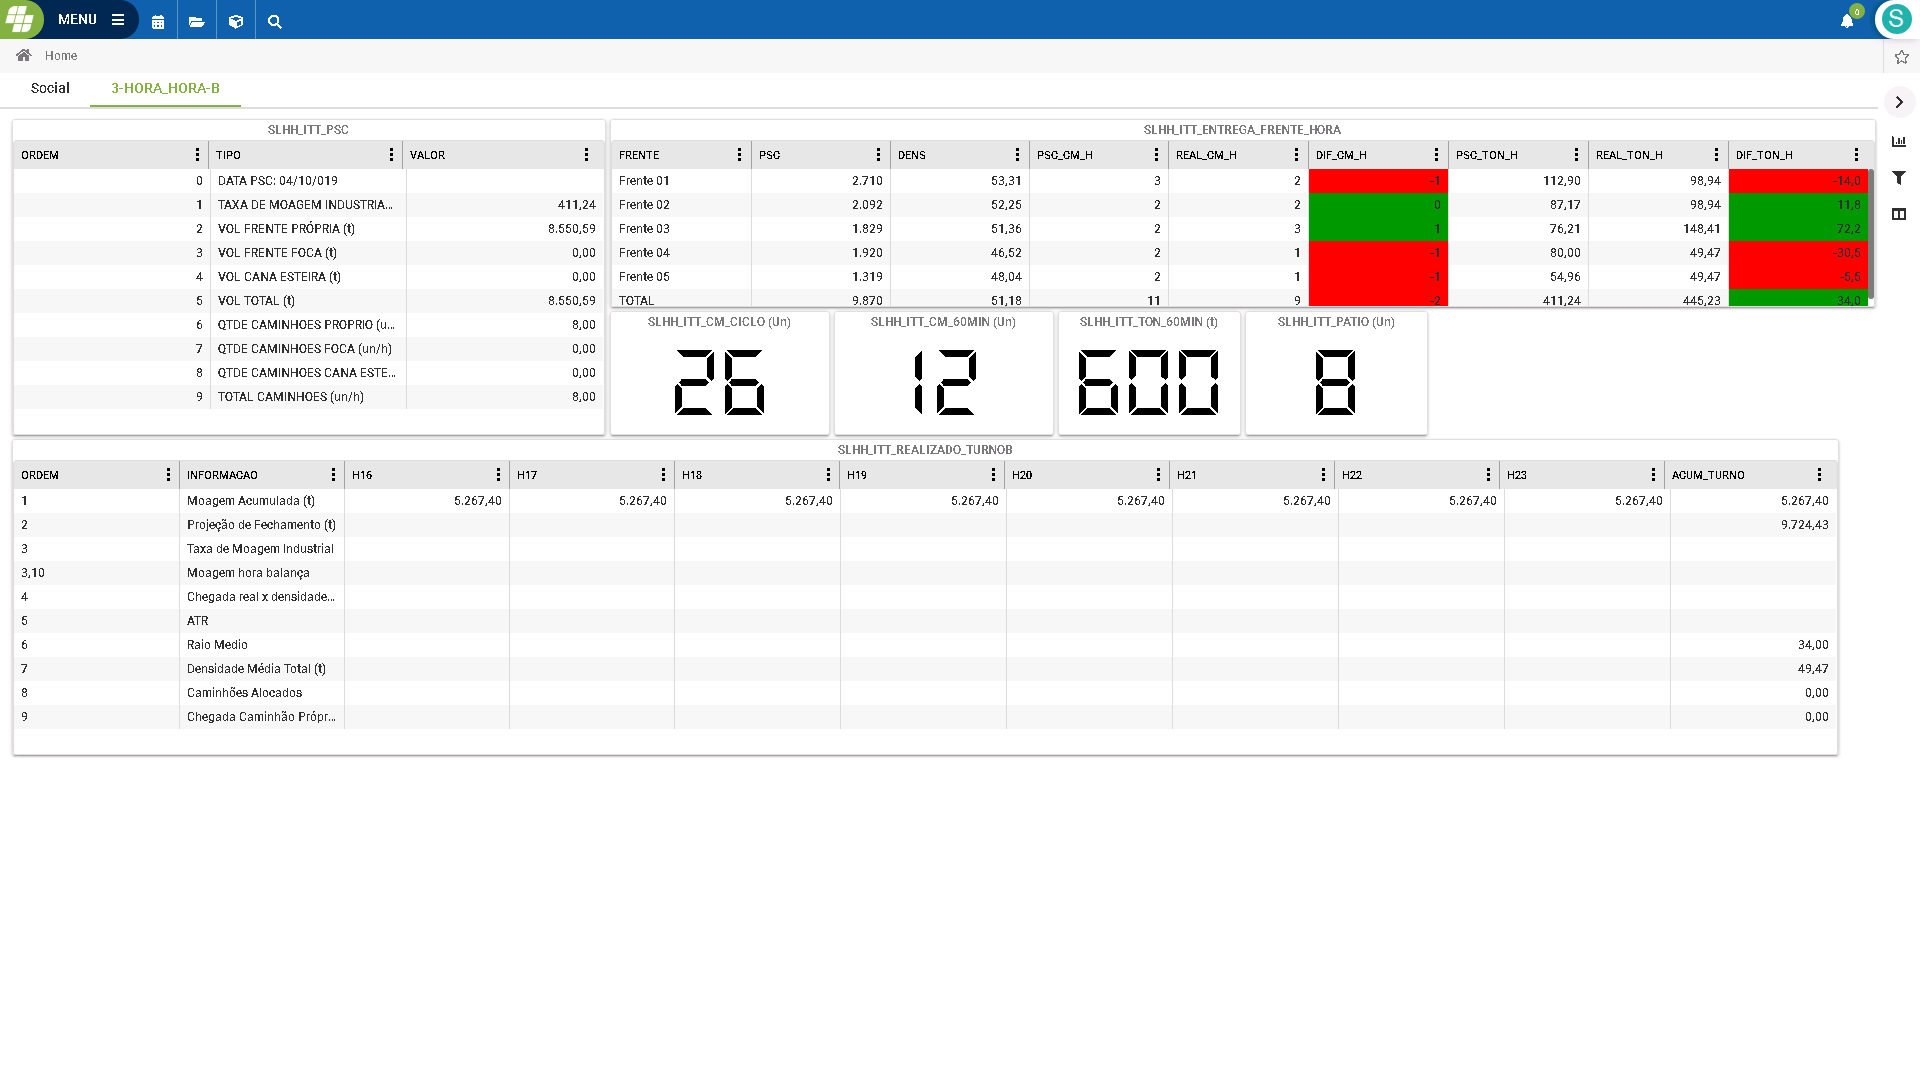 MENU
0
S
Home
Social 3-HORA_HORA-B
SLHH_ITT_PSC
ORDEM TIPO VALOR
0 DATA PSC: 04/10/019
1 TAXA DE MOAGEM INDUSTRIA... 411,24
2 VOL FRENTE PRÓPRIA (t) 8.550,59
3 VOL FRENTE FOCA (t) 0,00
4 VOL CANA ESTEIRA (t) 0,00
5 VOL TOTAL (t) 8.550,59
6 QTDE CAMINHOES PROPRIO (u... 8,00
7 QTDE CAMINHOES FOCA (un/h) 0,00
8 QTDE CAMINHOES CANA ESTE... 0,00
9 TOTAL CAMINHOES (un/h) 8,00
SLHH_ITT_ENTREGA_FRENTE_HORA
FRENTE PSC DENS PSC_CM_H REAL_CM_H DIF_CM_H PSC_TON_H REAL_TON_H DIF_TON_H
Frente 01 2.710 53,31 3 2 -1 112,90 98,94 -14,0
Frente 02 2.092 52,25 2 2 0 87,17 98,94 11,8
Frente 03 1.829 51,36 2 3 1 76,21 148,41 72,2
Frente 04 1.920 46,52 2 1 -1 80,00 49,47 -30,5
Frente 05 1.319 48,04 2 1 -1 54,96 49,47 -5,5
TOTAL 9.870 51,18 11 9 -2 411,24 445,23 34,0
SLHH_ITT_CM_CICLO (Un)
26
SLHH_ITT_CM_60MIN (Un)
12
SLHH_ITT_TON_60MIN (t)
600
SLHH_ITT_PATIO (Un)
8
SLHH_ITT_REALIZADO_TURNOB
ORDEM INFORMACAO H16 H17 H18 H19 H20 H21 H22 H23 ACUM_TURNO
1 Moagem Acumulada (t) 5.267,40 5.267,40 5.267,40 5.267,40 5.267,40 5.267,40 5.267,40 5.267,40 5.267,40
2 Projeção de Fechamento (t) 9.724,43
3 Taxa de Moagem Industrial
3,10 Moagem hora balança
4 Chegada real x densidade...
5 ATR
6 Raio Medio 34,00
7 Densidade Média Total (t) 49,47
8 Caminhões Alocados 0,00
9 Chegada Caminhão Própr... 0,00